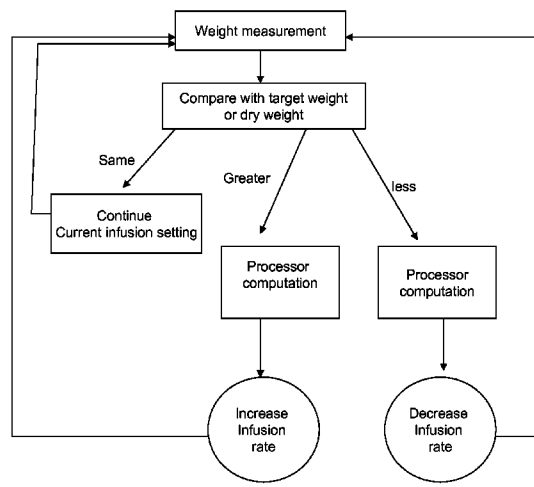 Weight measurement
Compare with target weight
or dry weight
Same
Greater
less
Continue
Current infusion setting
Processor
computation
Processor
computation
Increase
Infusion
rate
Decrease
Infusion
rate